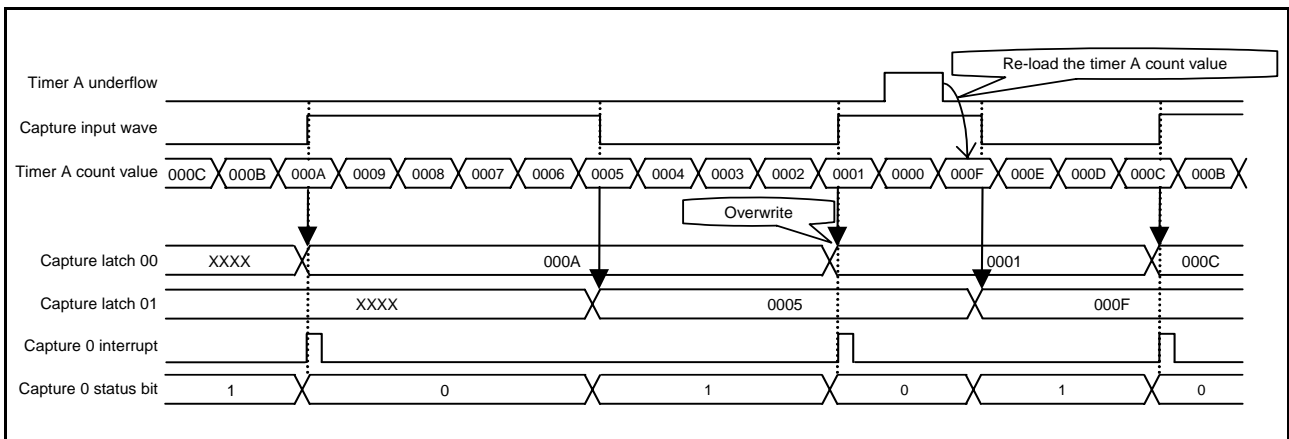 Re-load the timer A count value
Timer A underflow
Capture input wave
Timer A count value 000C 000B 000A 0009 0008 0007 0006 0005 0004 0003 0002 0001 0000 000F 000E 000D 000C 000B
Overwrite
Capture latch 00 XXXX 000A 0001 000C
Capture latch 01 XXXX 0005 000F
Capture 0 interrupt
Capture 0 status bit 1 0 1 0 1 0